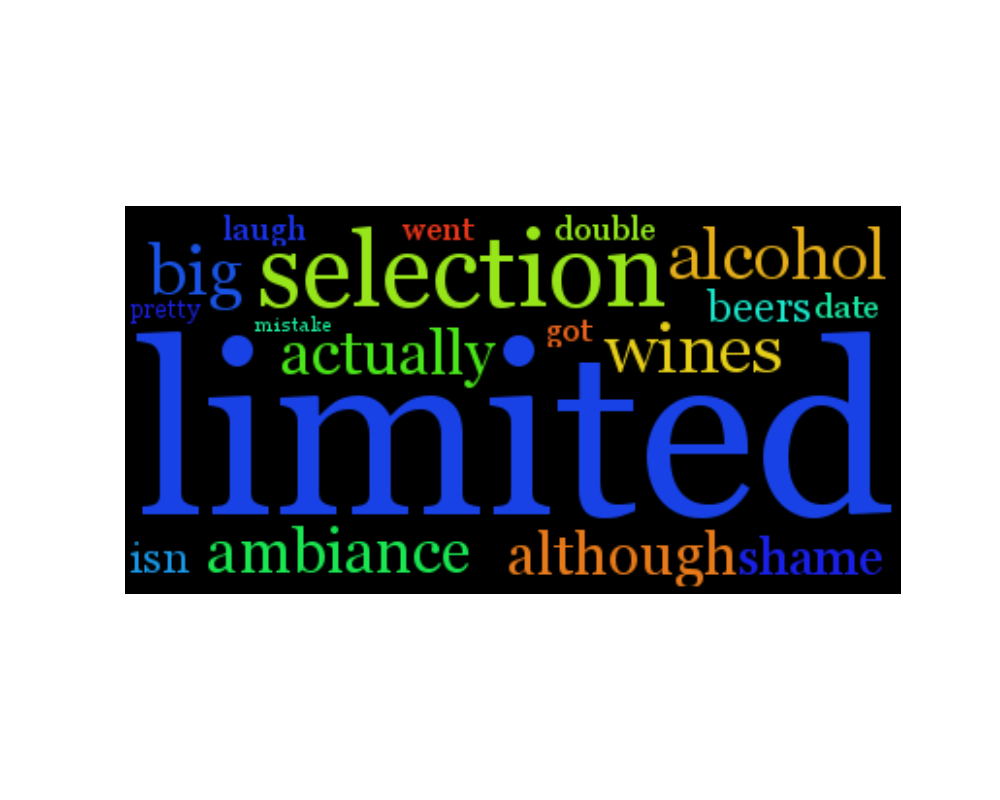 laugh went double
big selection alcohol
pretty beers date
mistake got
actually wines
limited
isn ambiance although shame